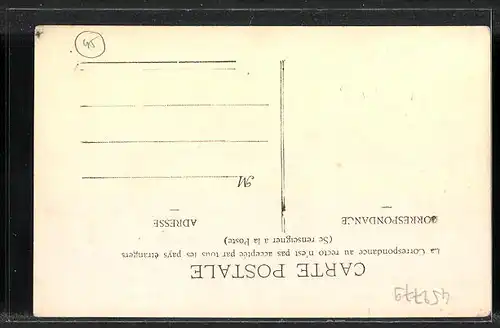 CARTE POSTALE
La Correspondance au recto n'est pas acceptée par tous les pays étrangers
(Se renseigner à la Poste)
CORRESPONDANCE
ADRESSE
M
45